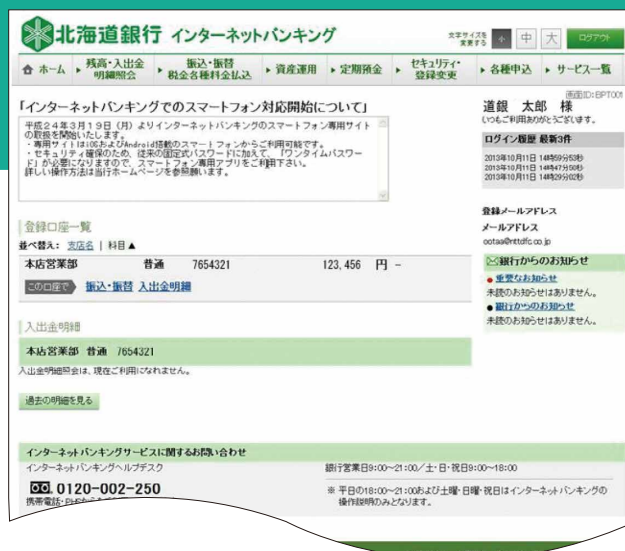 北海道銀行 インターネットバンキング
文字サイズを変更する + 中 大 ログアウト
ホーム 残高・入出金明細照会 振込・振替税金各種料金払込 資産運用 定期預金 セキュリティ・登録変更 各種申込 サービス一覧
画面ID:BPT001
「インターネットバンキングでのスマートフォン対応開始について」
平成24年3月19日(月)よりインターネットバンキングのスマートフォン専用サイト
の取扱を開始いたします。
・専用サイトはiOSおよびAndroid搭載のスマートフォンからご利用可能です。
・セキュリティ確保のため、従来の固定式パスワードに加えて、「ワンタイムパスワー
ド」が必要になりますので、スマートフォン専用アプリをご利用下さい。
詳しい操作方法は当行ホームページを参照願います。
道銀 太郎 様
いつもご利用ありがとうございます。
ログイン履歴 最新3件
2013年10月11日 14時59分53秒
2013年10月11日 14時47分50秒
2013年10月11日 14時29分02秒
登録メールアドレス
メールアドレス
ootaa@nttdfc.co.jp
登録口座一覧
並べ替え: 支店名 | 科目▲
本店営業部 普通 7654321 123,456 円 -
この口座で 振込・振替 入出金明細
銀行からのお知らせ
● 重要なお知らせ
未読のお知らせはありません。
● 銀行からのお知らせ
未読のお知らせはありません。
入出金明細
本店営業部 普通 7654321
入出金明細照会は、現在ご利用になれません。
過去の明細を見る
インターネットバンキングサービスに関するお問い合わせ
インターネットバンキングヘルプデスク
銀行営業日9:00~21:00/土・日・祝日9:00~18:00
0120-002-250
※ 平日の18:00~21:00および土曜・日曜・祝日はインターネットバンキングの
操作説明のみとなります。
携帯電話・PHS